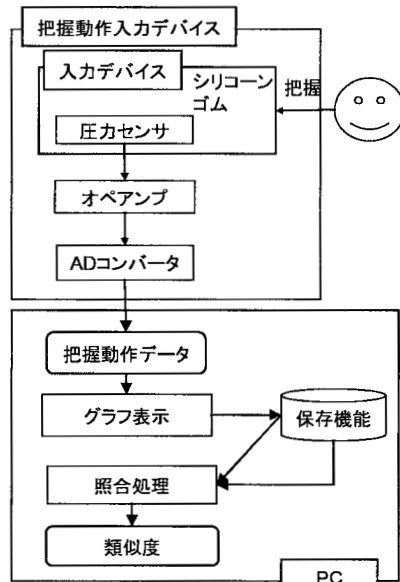 把握動作入力デバイス
入力デバイス
シリコーン
ゴム
把握
圧力センサ
オペアンプ
ADコンバータ
把握動作データ
グラフ表示
保存機能
照合処理
類似度
PC